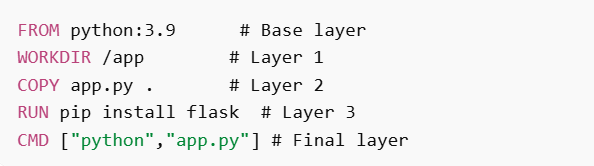 FROM python:3.9      # Base layer
WORKDIR /app        # Layer 1
COPY app.py .       # Layer 2
RUN pip install flask  # Layer 3
CMD ["python","app.py"] # Final layer